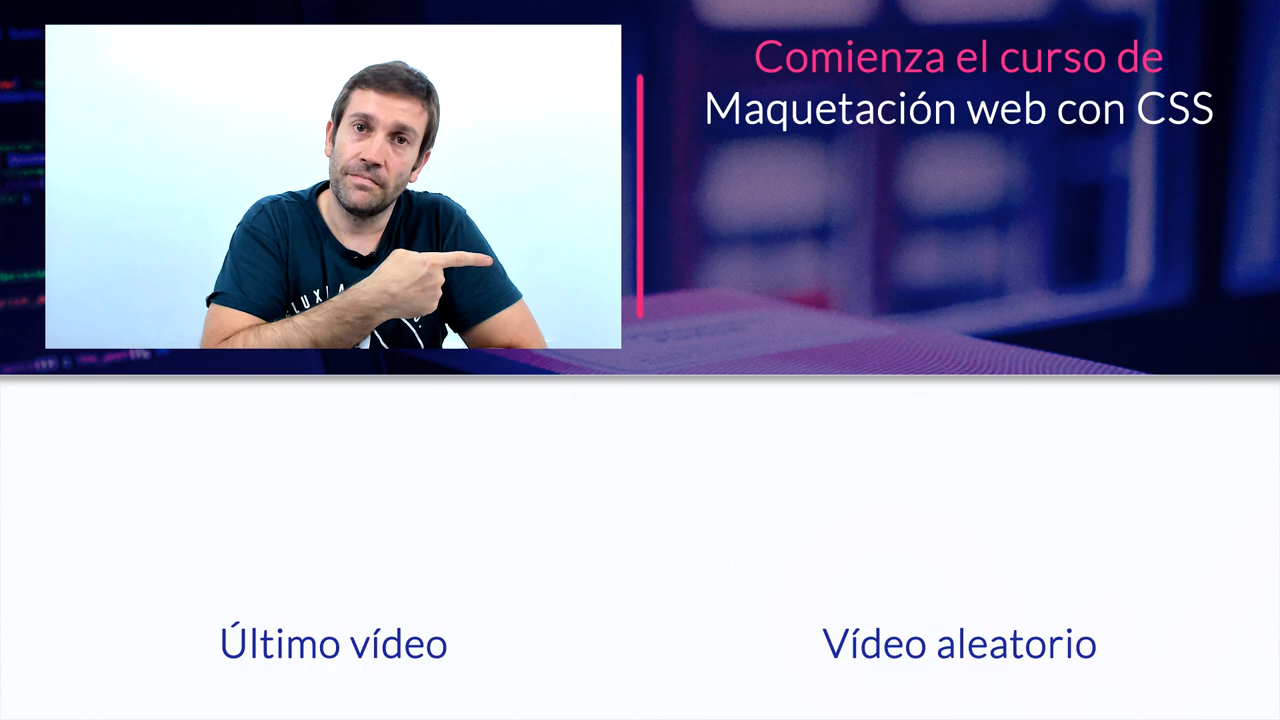 Comienza el curso de
Maquetación web con CSS
Último vídeo
Vídeo aleatorio